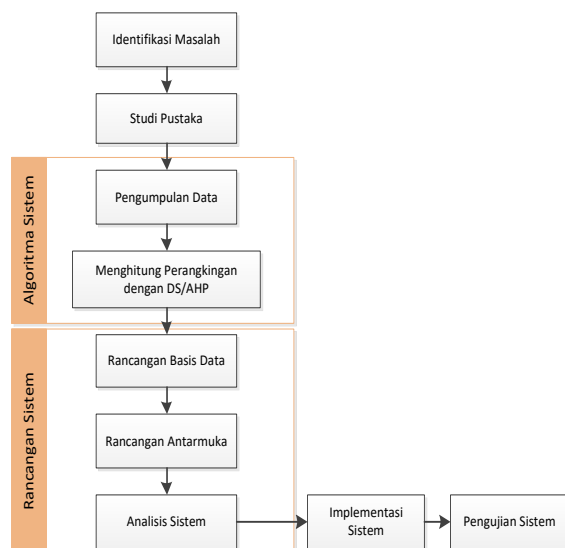 Identifikasi Masalah
Studi Pustaka
Algoritma Sistem
Pengumpulan Data
Menghitung Perangkingan
dengan DS/AHP
Rancangan Sistem
Rancangan Basis Data
Rancangan Antarmuka
Analisis Sistem
Implementasi
Sistem
Pengujian Sistem